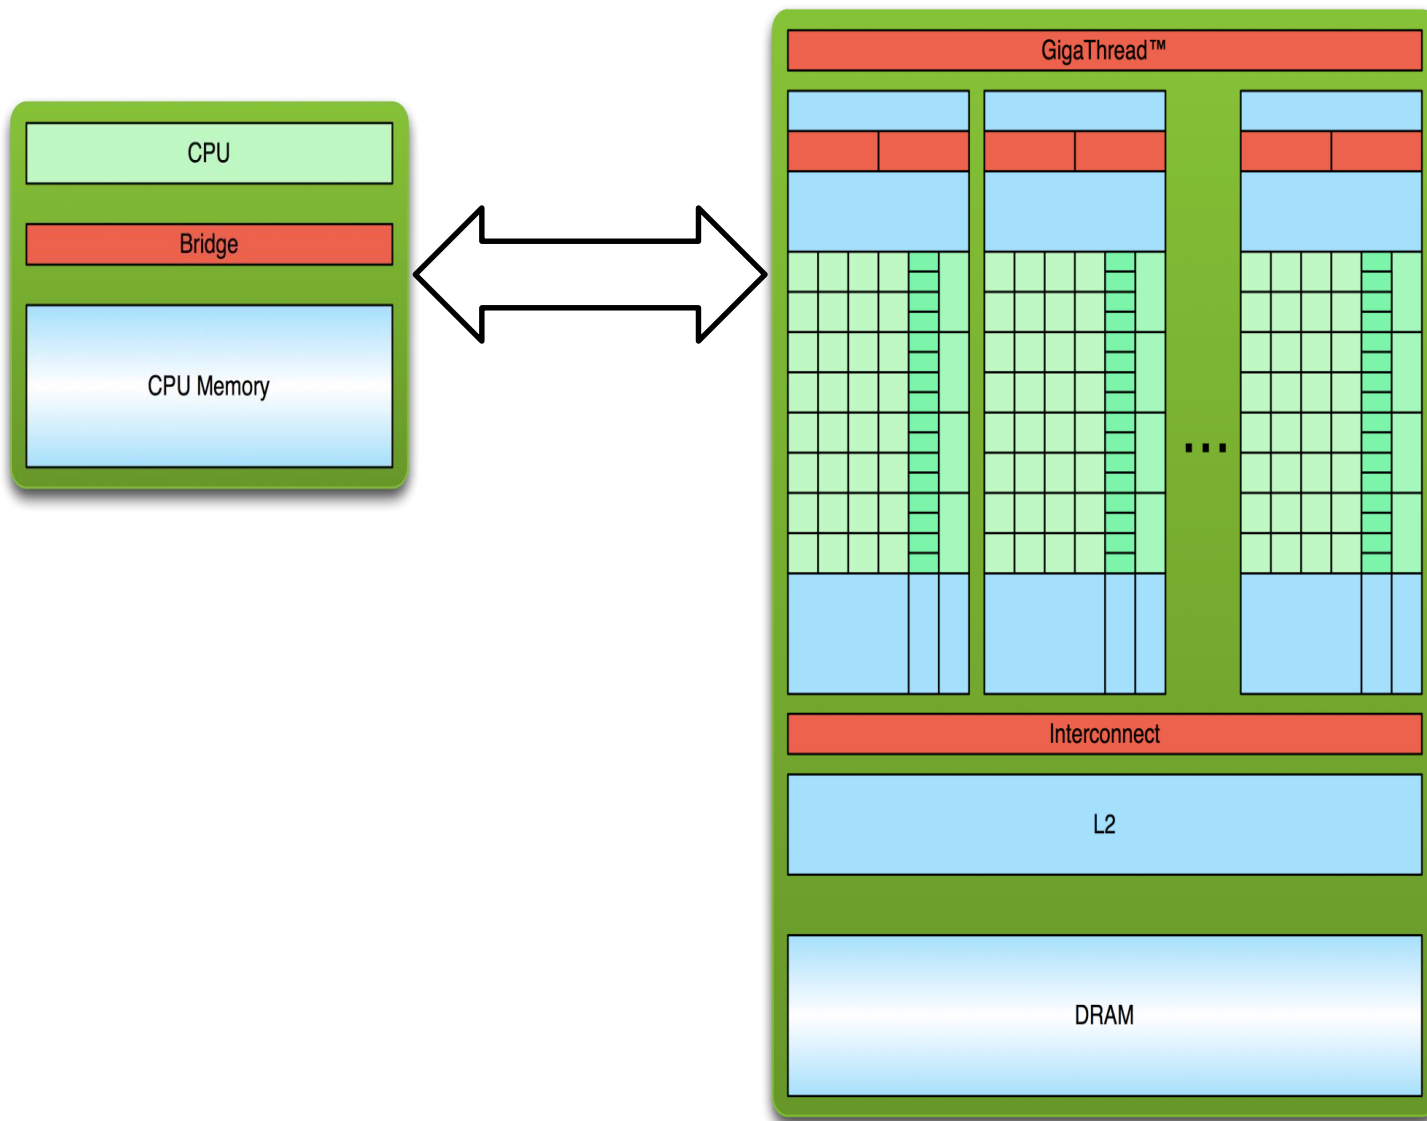 CPU
Bridge
CPU Memory
GigaThread™
...
Interconnect
L2
DRAM